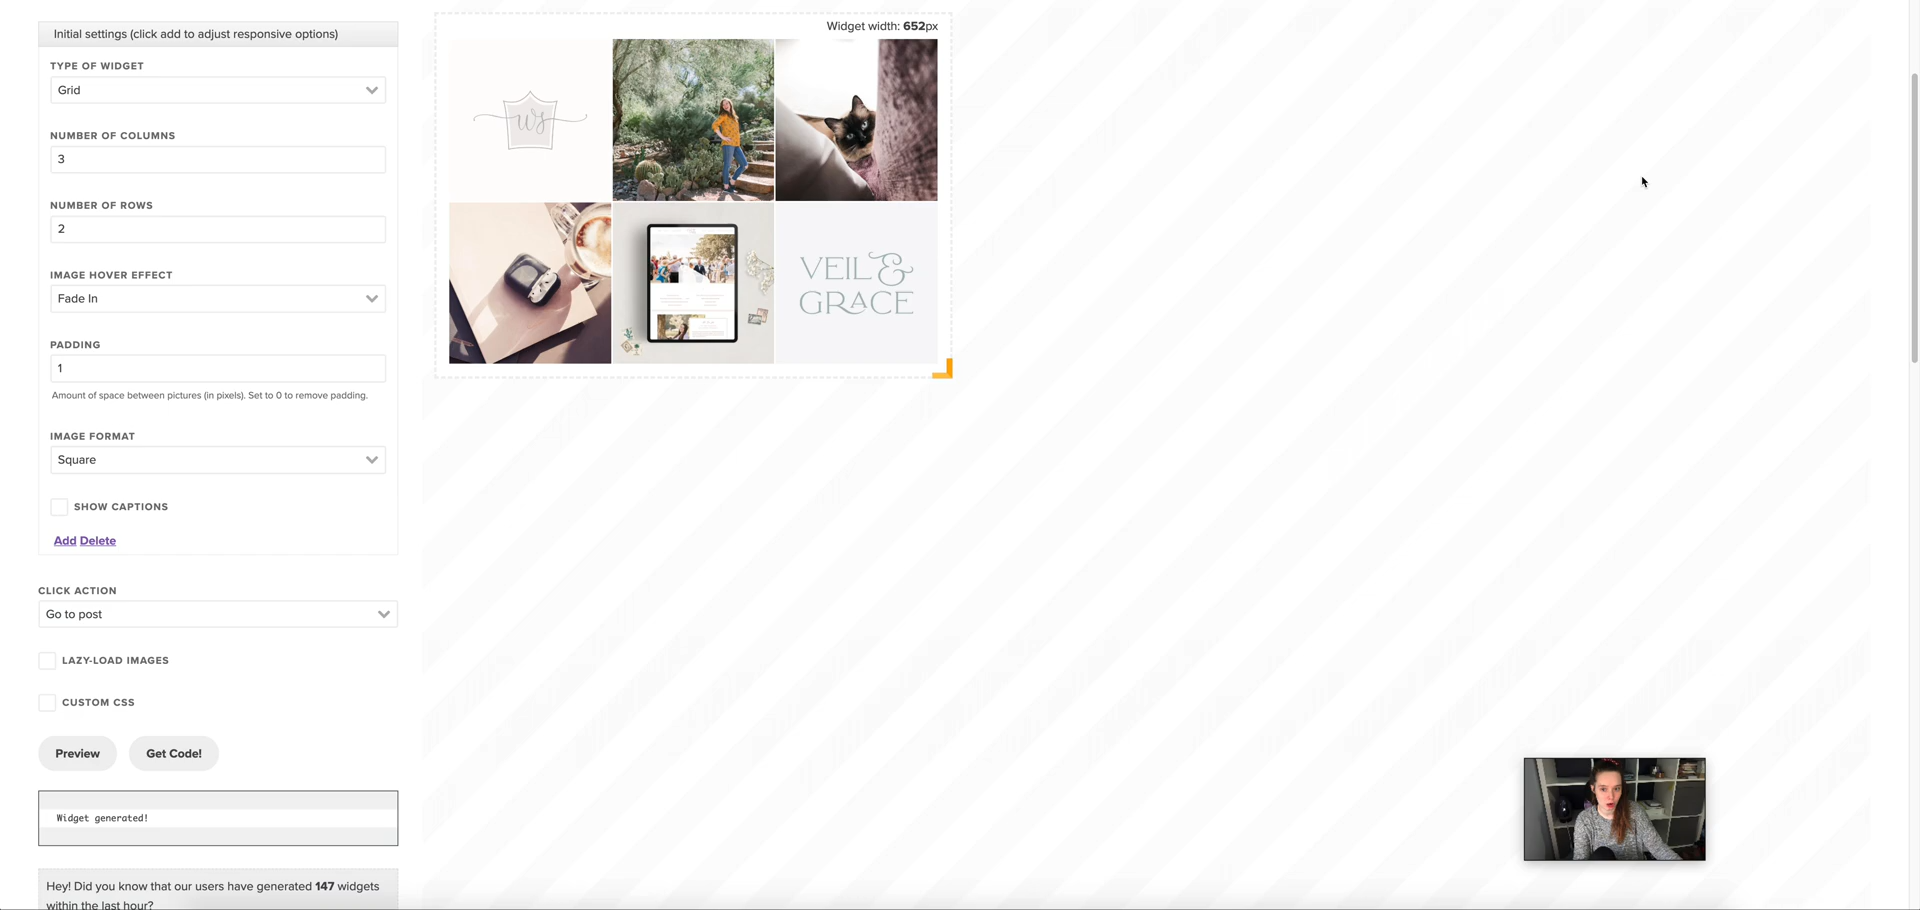 Initial settings (click add to adjust responsive options)
TYPE OF WIDGET
Grid
NUMBER OF COLUMNS
3
NUMBER OF ROWS
2
IMAGE HOVER EFFECT
Fade In
PADDING
1
Amount of space between pictures (in pixels). Set to 0 to remove padding.
IMAGE FORMAT
Square
SHOW CAPTIONS
Add Delete
CLICK ACTION
Go to post
LAZY-LOAD IMAGES
CUSTOM CSS
Preview Get Code!
Widget generated!
Hey! Did you know that our users have generated 147 widgets
within the last hour?
Widget width: 652px
ws
VEIL &
GRACE